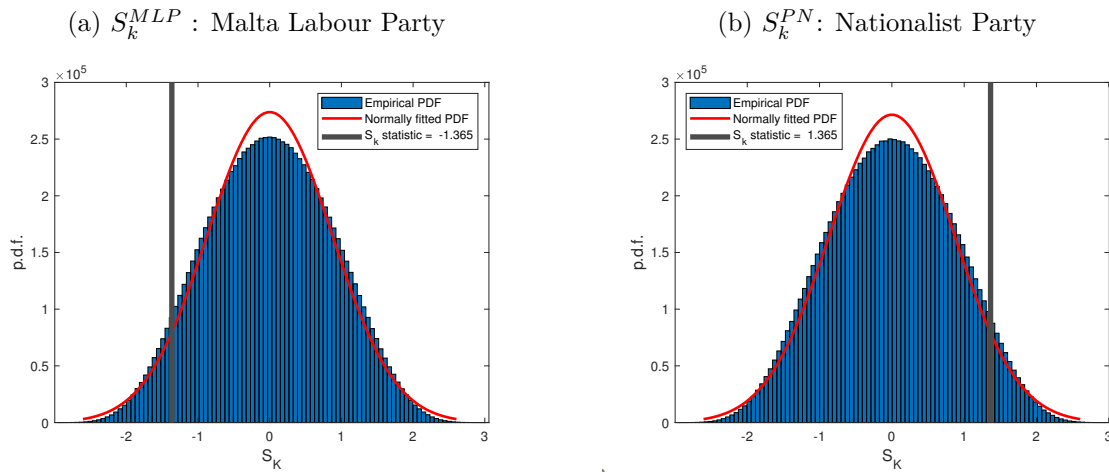 (a) S_k^{MLP} : Malta Labour Party
×10^5
3
2.5
2
1.5
1
0.5
0
p.d.f.
Empirical PDF
Normally fitted PDF
S_k statistic = -1.365
-2 -1 0 1 2 3
S_K
(b) S_k^{PN}: Nationalist Party
×10^5
3
2.5
2
1.5
1
0.5
0
p.d.f.
Empirical PDF
Normally fitted PDF
S_k statistic = 1.365
-2 -1 0 1 2 3
S_K